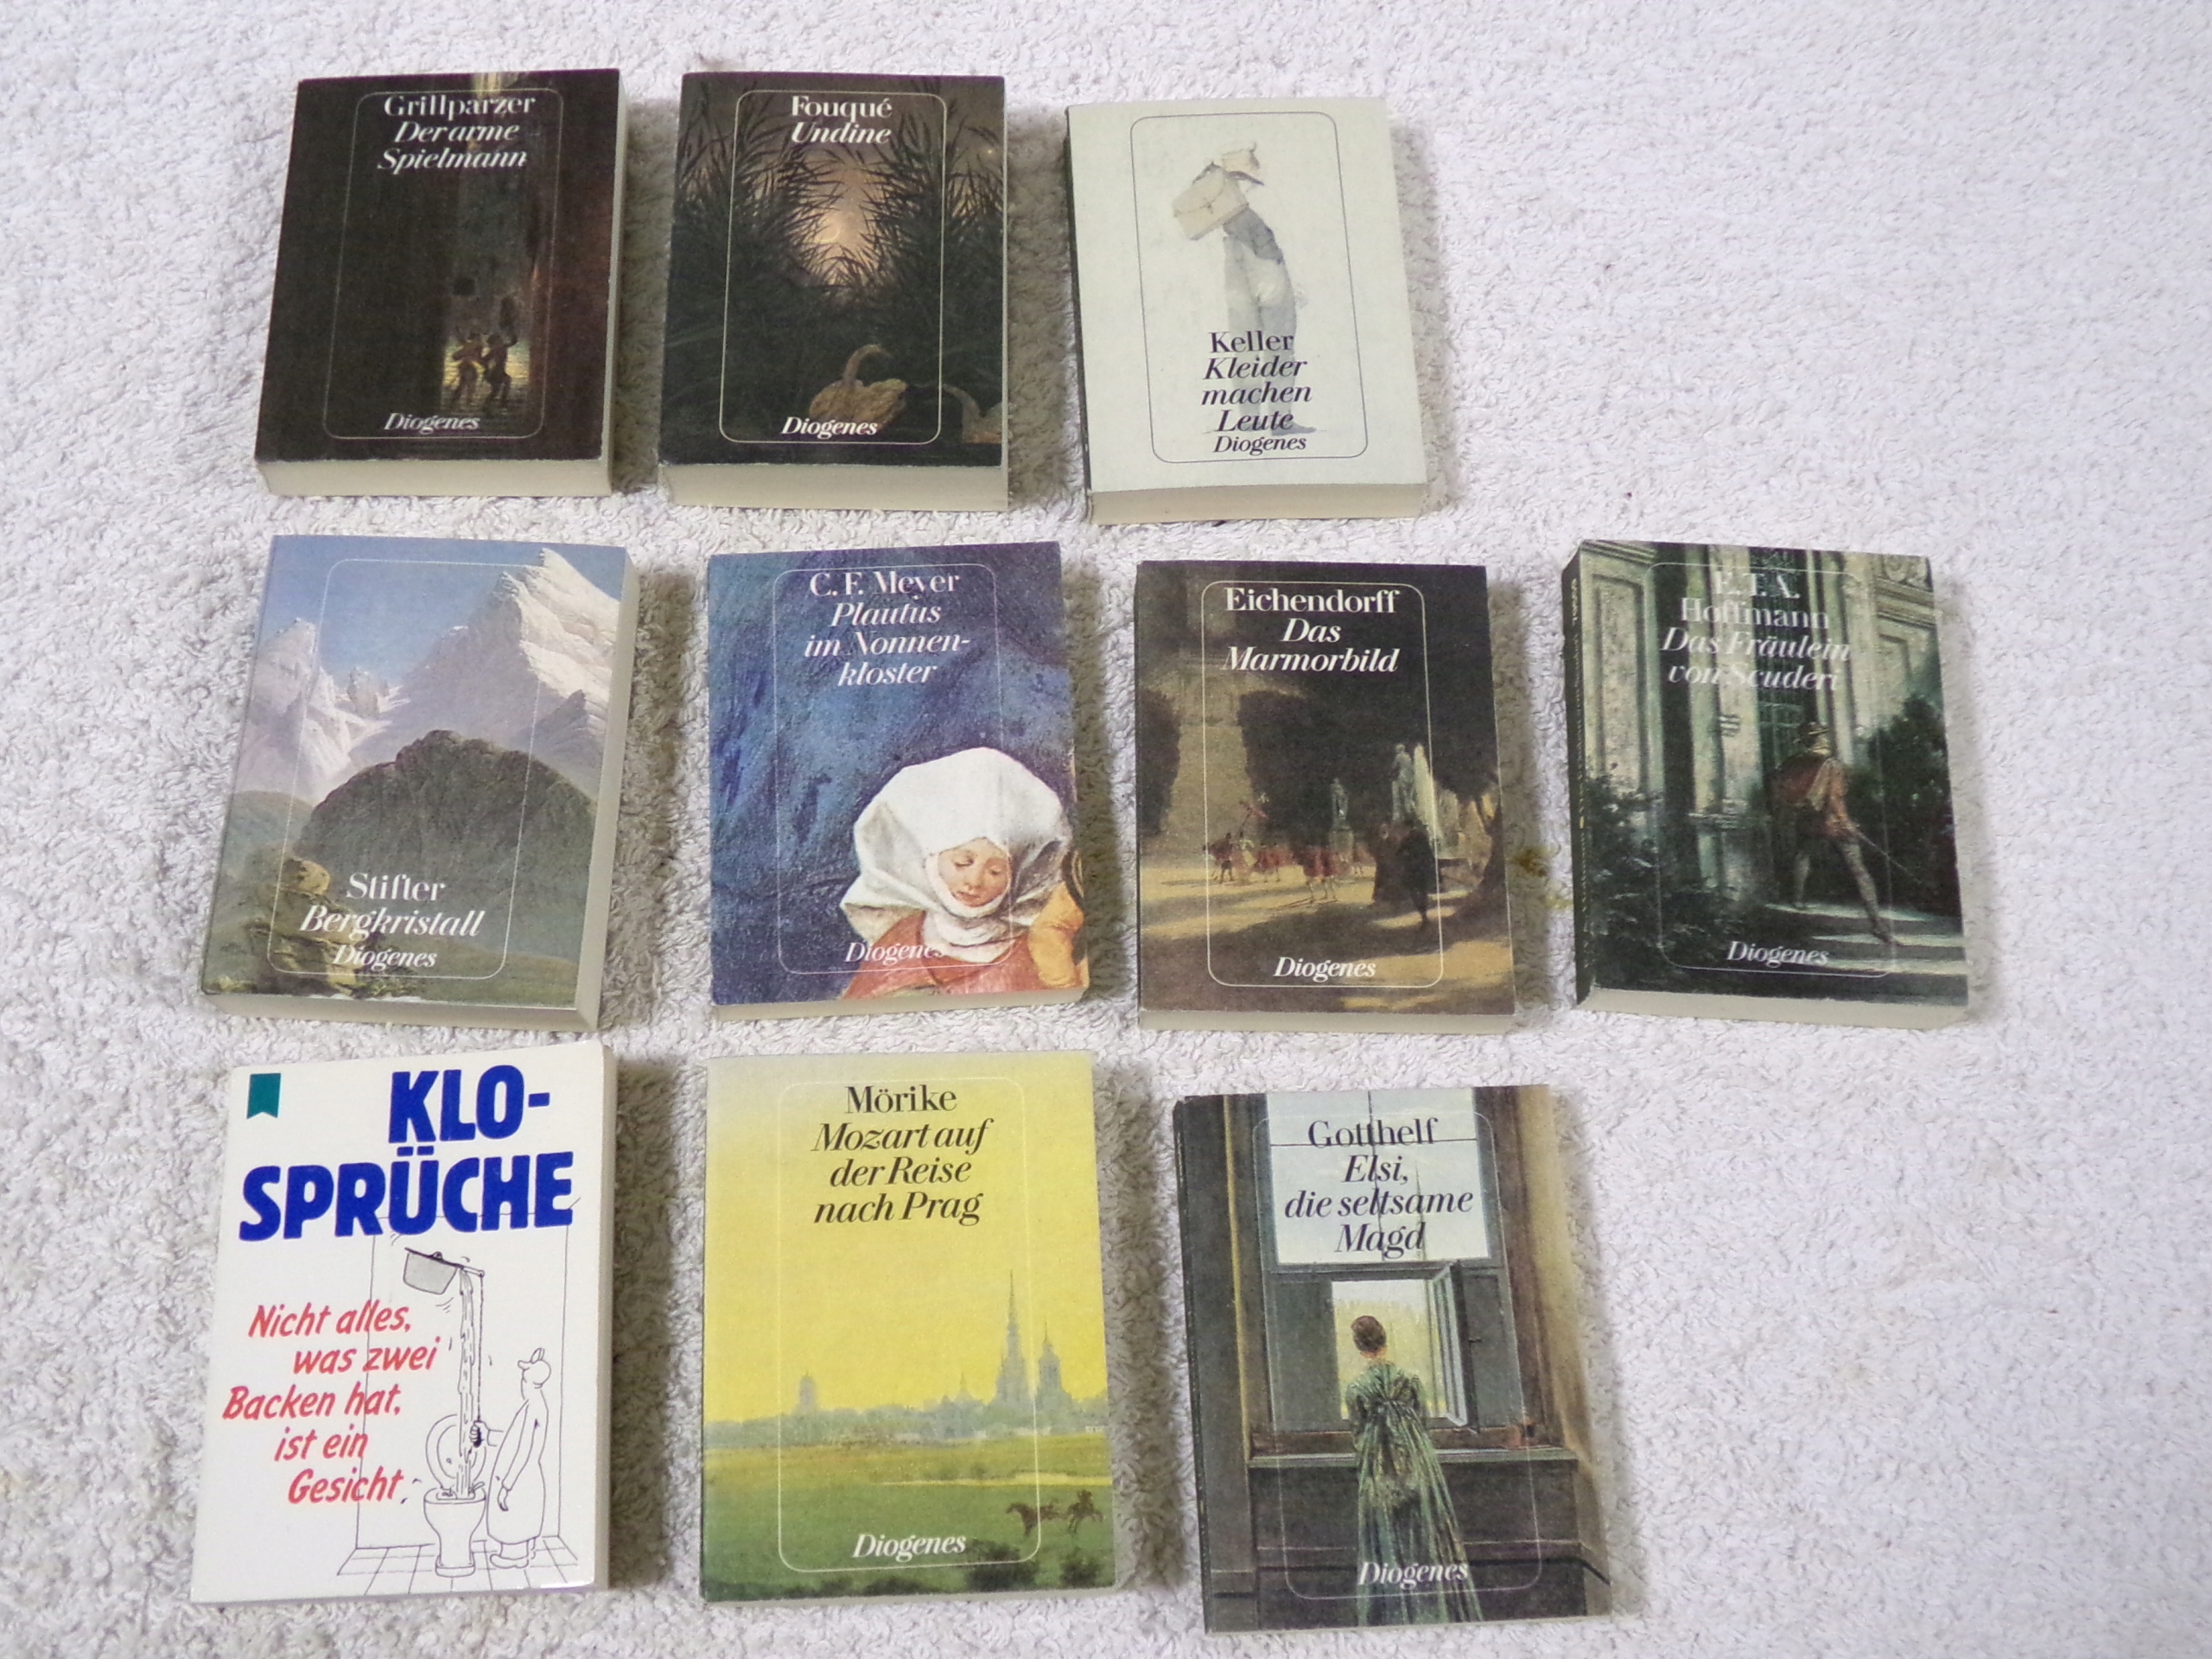 Grillparzer
Der arme
Spielmann
Diogenes
Fouqué
Undine
Diogenes
Keller
Kleider
machen
Leute
Diogenes
Stifter
Bergkristall
Diogenes
C. F. Meyer
Plautus
im Nonnen-
kloster
Diogenes
Eichendorff
Das
Marmorbild
Diogenes
E.T.A.
Hoffmann
Das Fräulein
von Scuderi
Diogenes
KLO-
SPRÜCHE
Nicht alles,
was zwei
Backen hat,
ist ein
Gesicht
Mörike
Mozart auf
der Reise
nach Prag
Diogenes
Gotthelf
Elsi,
die seltsame
Magd
Diogenes